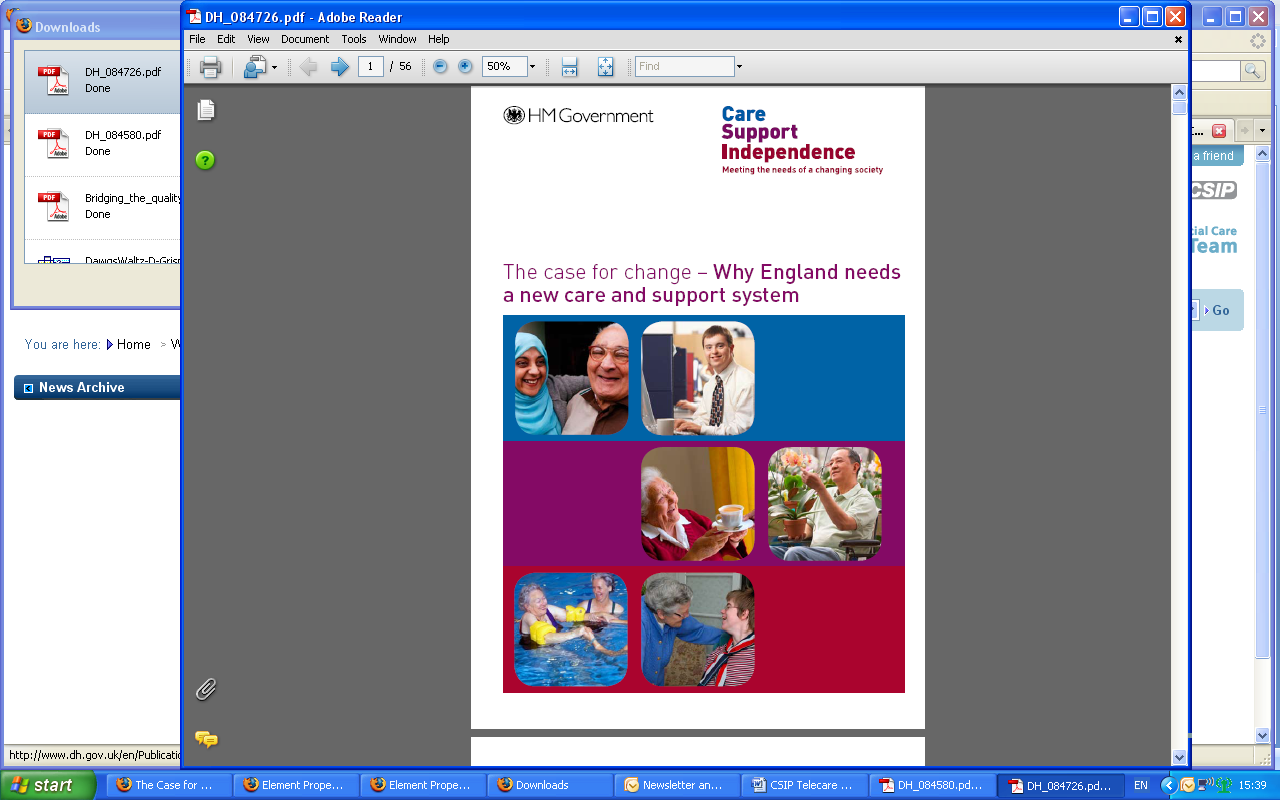 Downloads
DH_084726.pdf - Adobe Reader
File Edit View Document Tools Window Help
1 / 56 50% Find
PDF DH_084726.pdf
Done
PDF DH_084580.pdf
Done
PDF Bridging_the_quality
Done
You are here: Home
News Archive
HM Government
Care
Support
Independence
Meeting the needs of a changing society
The case for change – Why England needs
a new care and support system
a friend
CSIP
cial Care
Team
Go
http://www.dh.gov.uk/en/Publicatio
start The Case for ... Element Prope... Element Prope... Downloads Newsletter an... CSIP Telecare ... DH_084580.pd... DH_084726.pd... EN 15:39